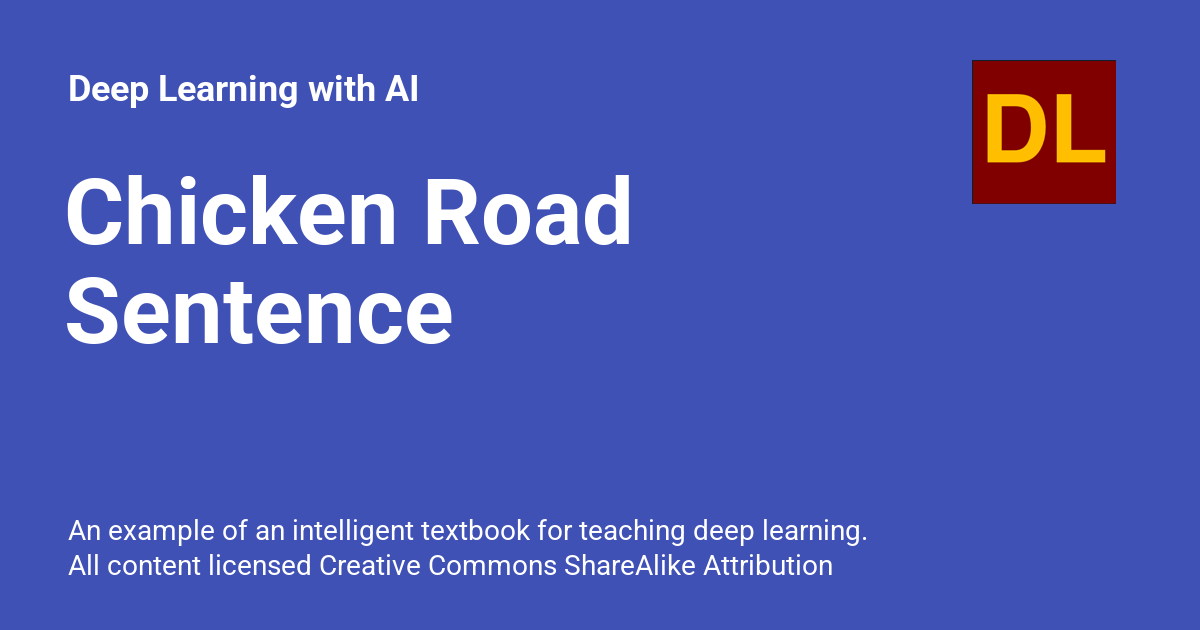 Deep Learning with AI
DL
Chicken Road
Sentence
An example of an intelligent textbook for teaching deep learning.
All content licensed Creative Commons ShareAlike Attribution